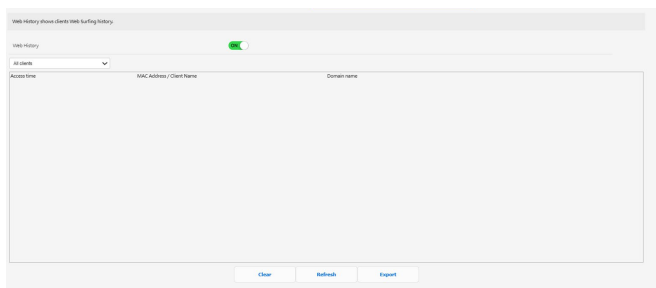 Web History shows clients Web Surfing history.
Web History
ON
All clients
Access time MAC Address / Client Name Domain name
Clear Refresh Export